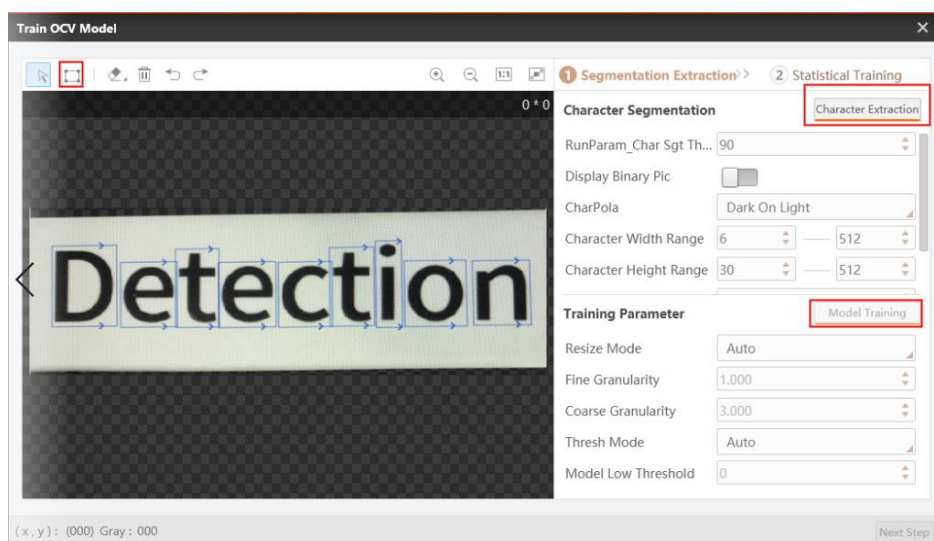 Train OCV Model
1 Segmentation Extraction>> 2 Statistical Training
1:1
0 * 0
Character Segmentation Character Extraction
RunParam_Char Sgt Th... 90
Display Binary Pic
CharPola Dark On Light
Character Width Range 6 — 512
Character Height Range 30 — 512
Detection
Training Parameter Model Training
Resize Mode Auto
Fine Granularity 1.000
Coarse Granularity 3.000
Thresh Mode Auto
Model Low Threshold 0
(x,y): (000) Gray: 000 Next Step